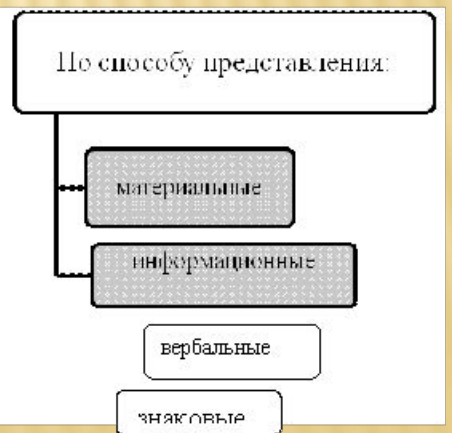 По способу представления:
материальные
информационные
вербальные
знаковые